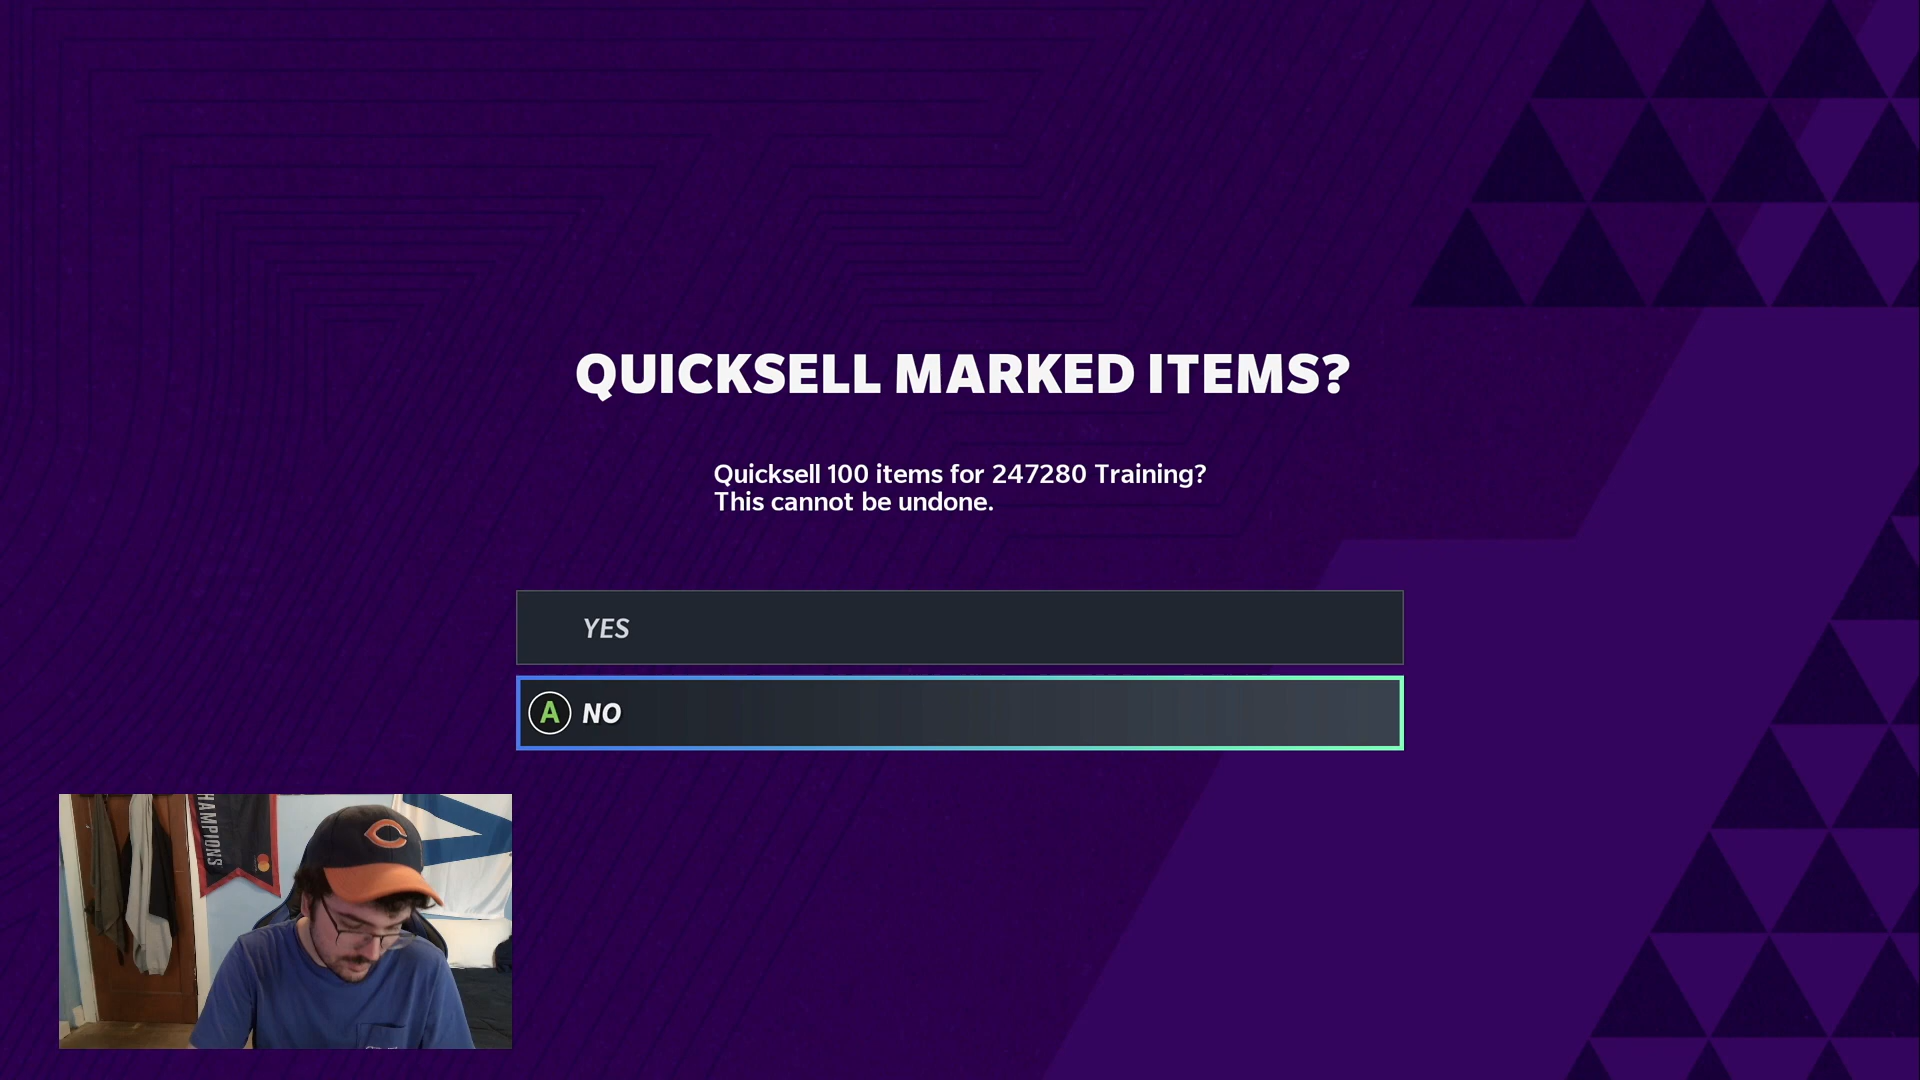 QUICKSELL MARKED ITEMS?
Quicksell 100 items for 247280 Training?
This cannot be undone.
YES
A NO
HAMPIONS
C